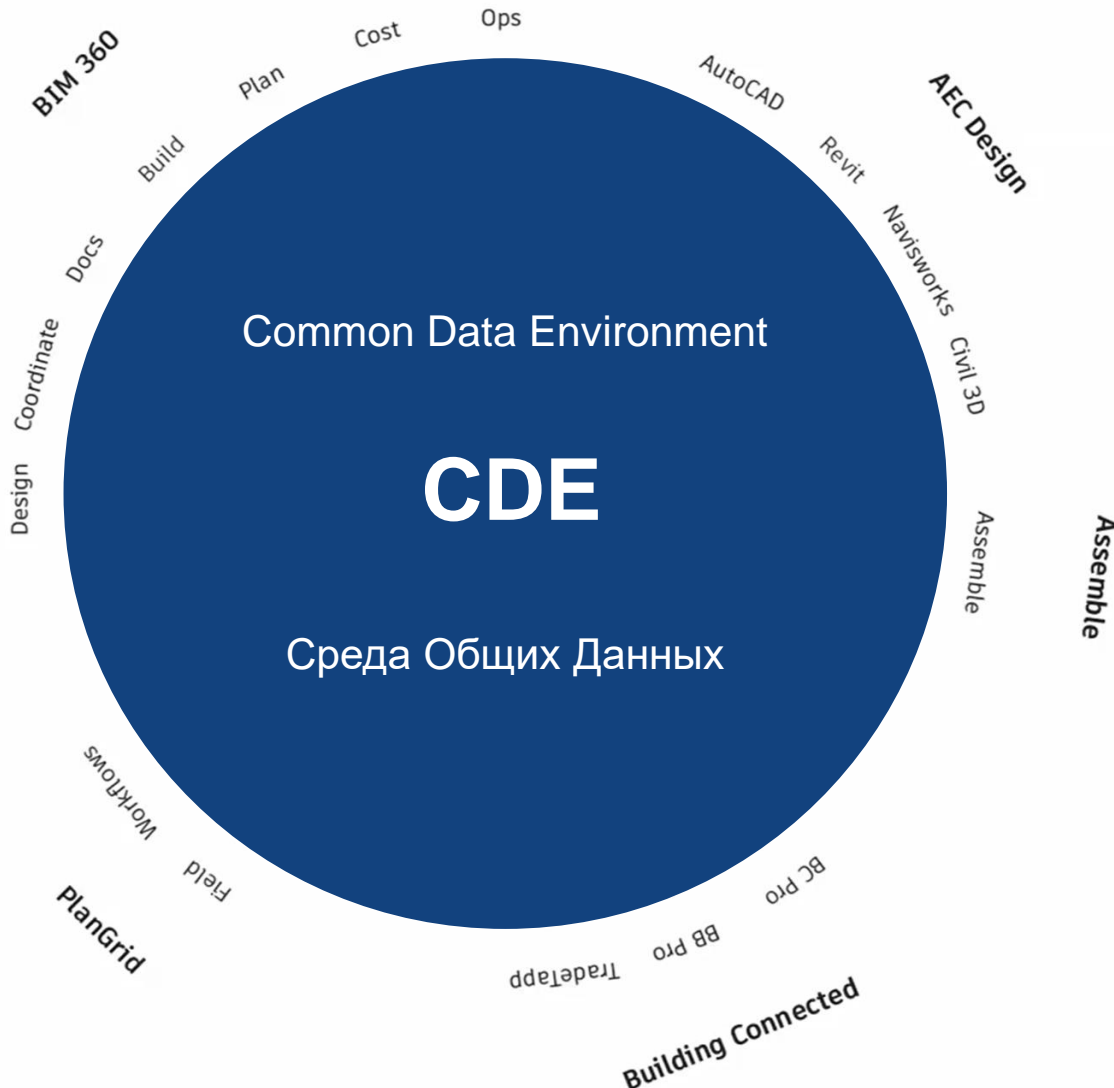 BIM 360
Design
Coordinate
Docs
Build
Plan
Cost
Ops
AEC Design
AutoCAD
Revit
Navisworks
Civil 3D
Assemble
Assemble
Common Data Environment
CDE
Среда Общих Данных
PlanGrid
Workflows
Field
Building Connected
TradeTapp
BB Pro
BC Pro